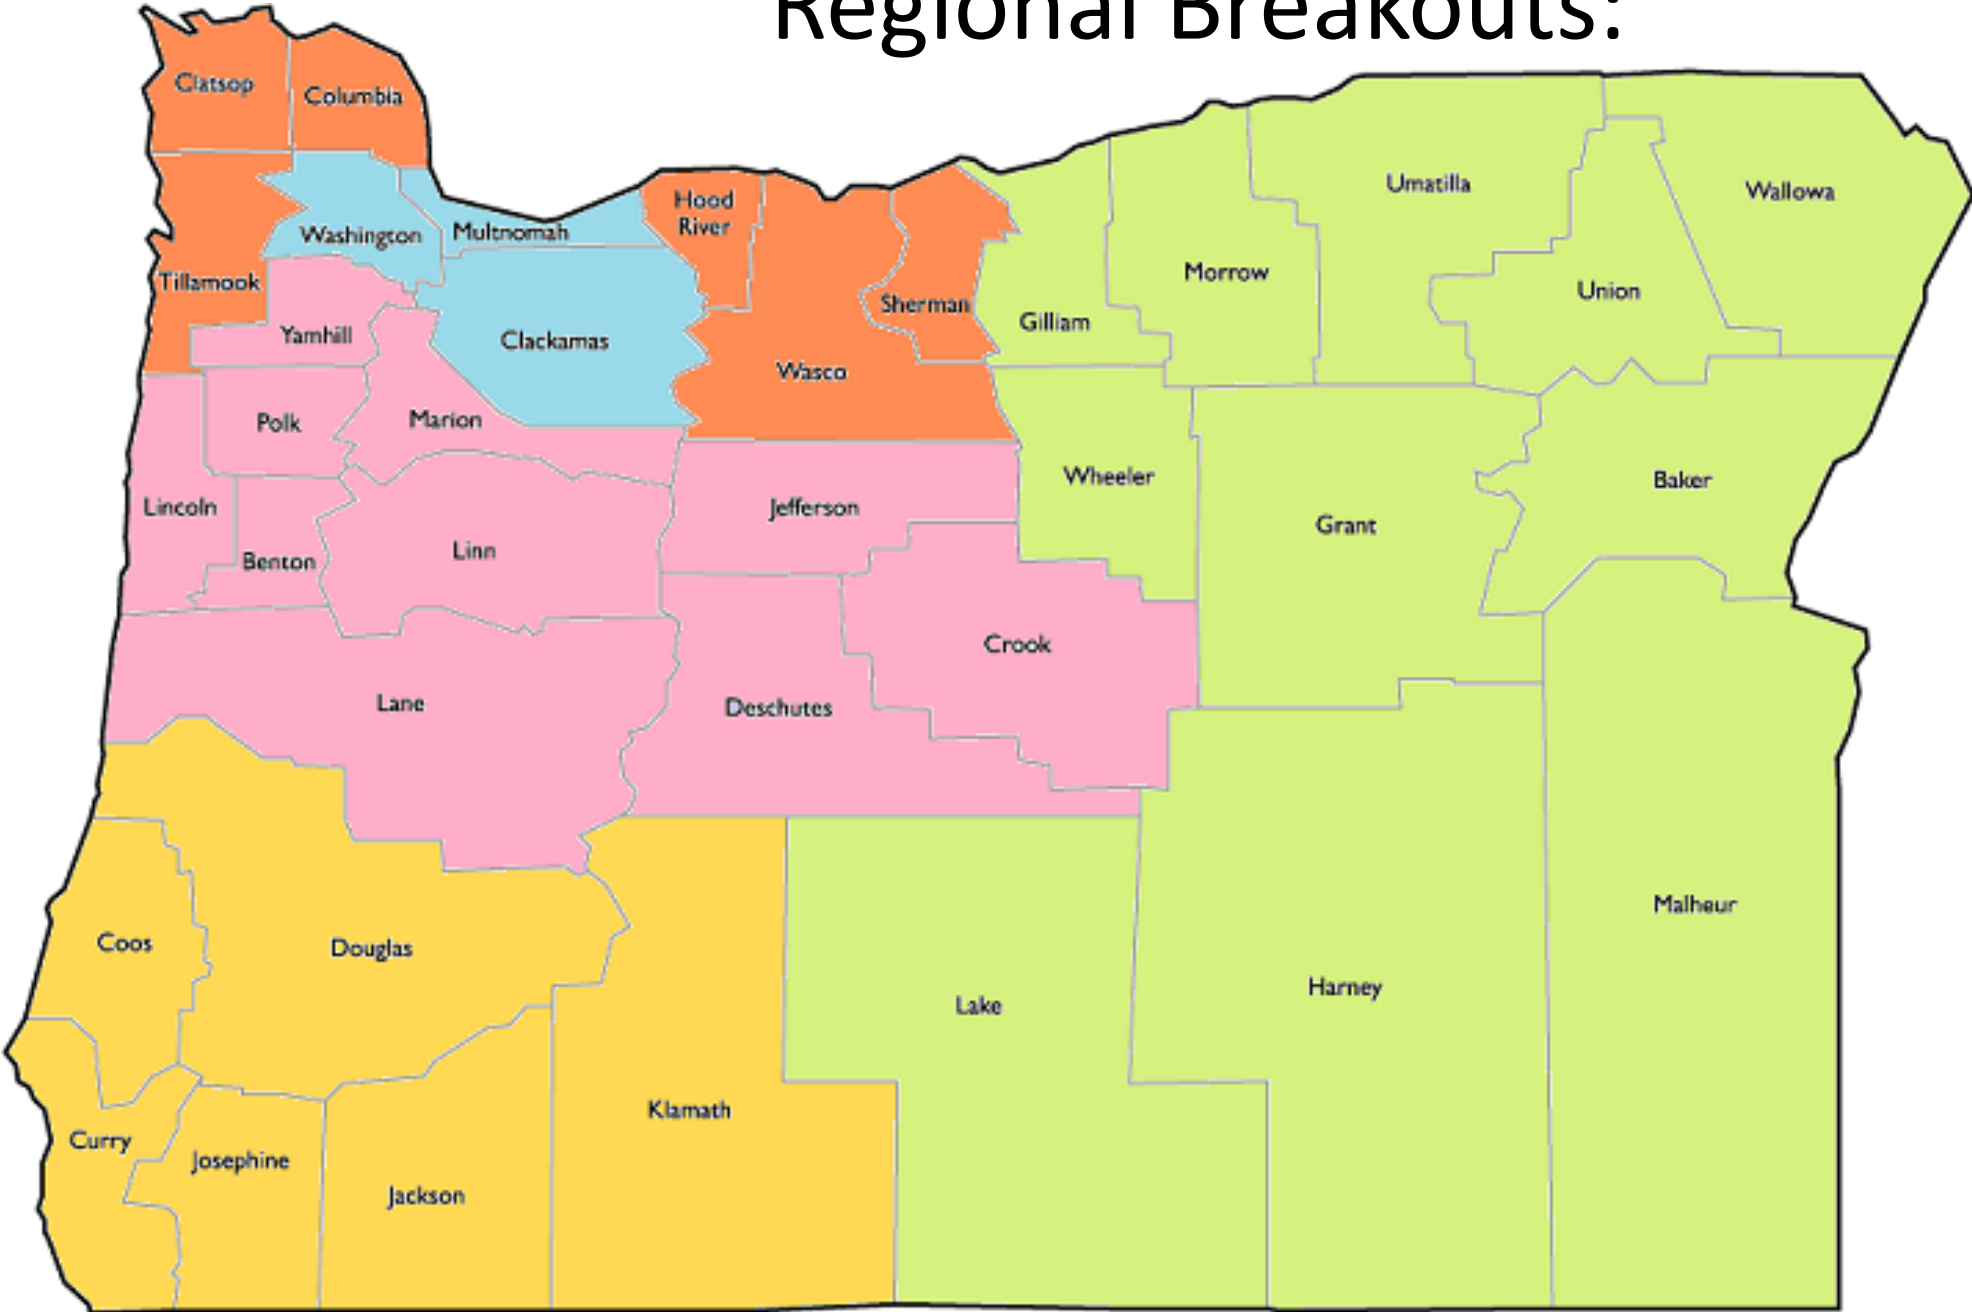 Regional Breakouts:
Clatsop
Columbia
Hood
River
Umatilla
Wallowa
Washington
Multnomah
Tillamook
Morrow
Union
Sherman
Gilliam
Yamhill
Clackamas
Wasco
Polk
Marion
Wheeler
Baker
Lincoln
Jefferson
Grant
Benton
Linn
Crook
Lane
Deschutes
Malheur
Coos
Douglas
Harney
Lake
Klamath
Curry
Josephine
Jackson